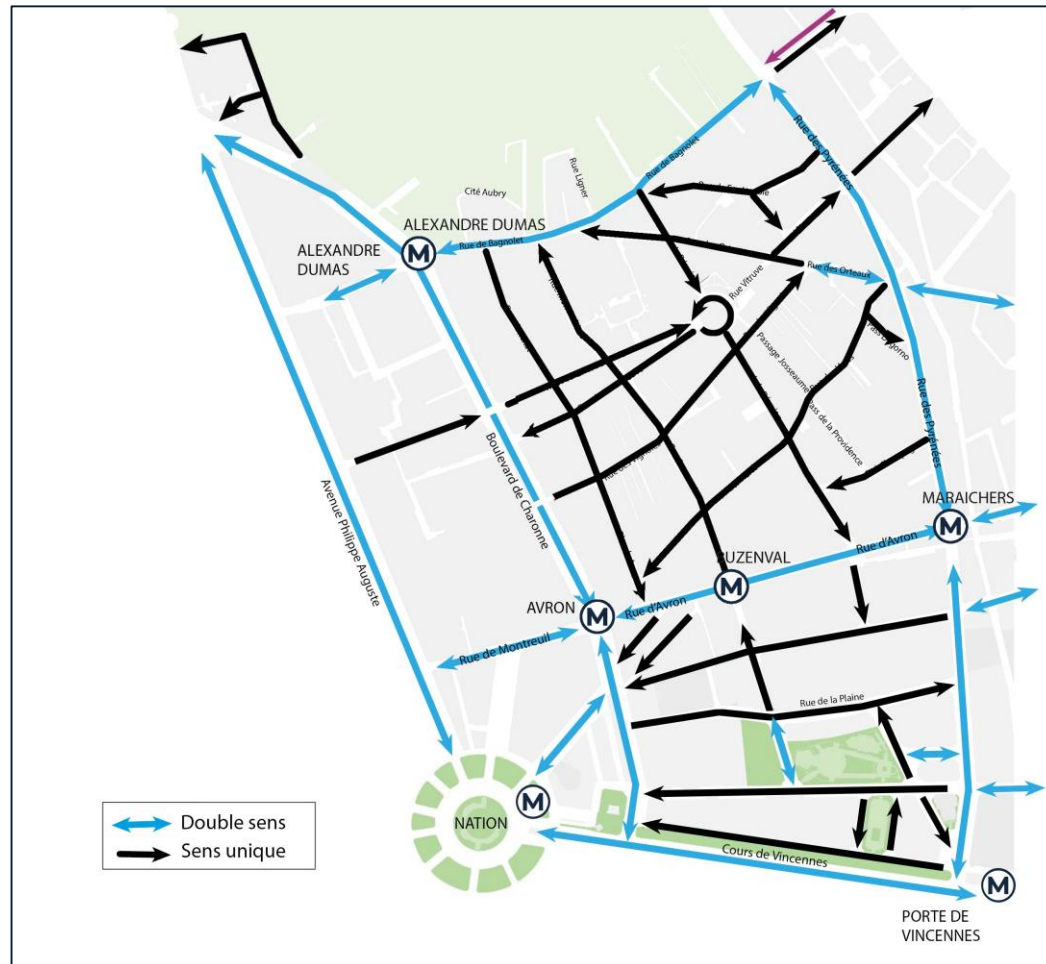 Rue de Bagnolet
Rue des Pyrénées
Rue Ligner
Cité Aubry
ALEXANDRE DUMAS
M
Rue de Bagnolet
ALEXANDRE
DUMAS
Rue des Orteaux
Rue Vitruve
Passage Josseaume
Pass de la Providence
Rue des Pyrénées
Boulevard de Charonne
Avenue Philippe Auguste
MARAICHERS
M
Rue d'Avron
BUZENVAL
M
Rue d'Avron
AVRON
M
Rue de Montreuil
Rue de la Plaine
M
NATION
Cours de Vincennes
M
PORTE DE
VINCENNES
Double sens
Sens unique